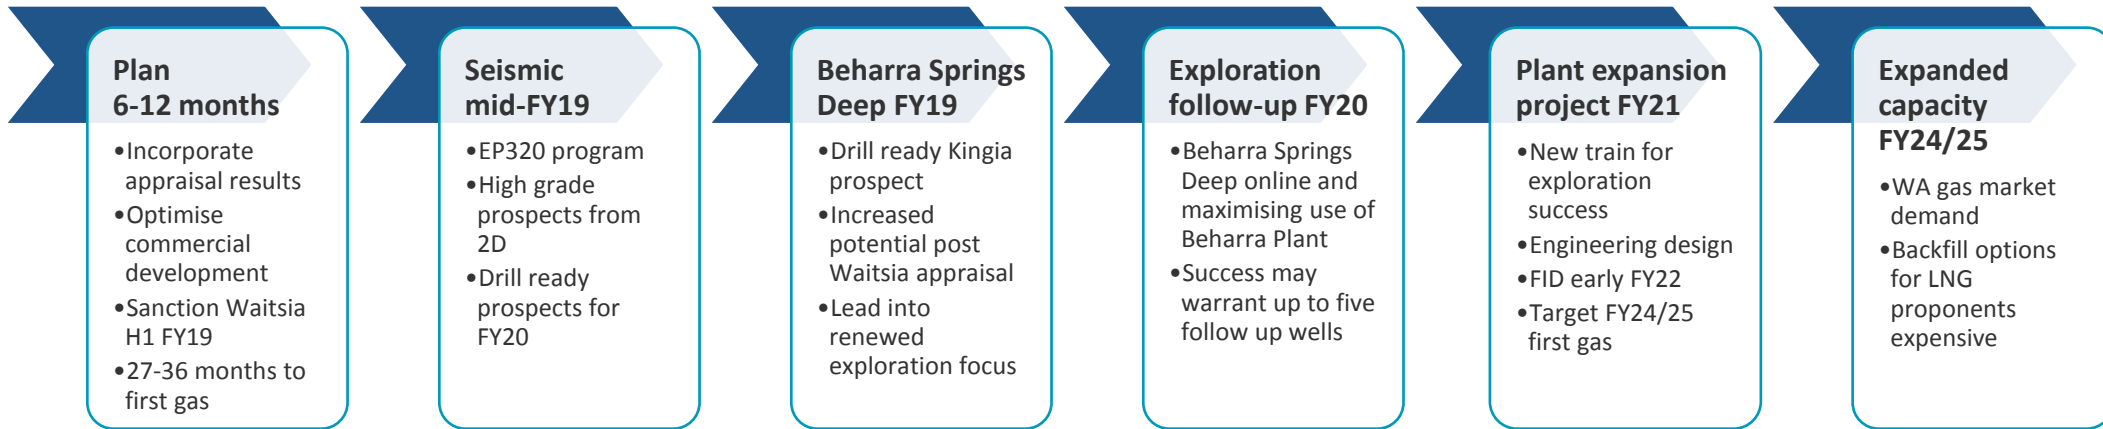 Plan
6-12 months
•Incorporate
appraisal results
•Optimise
commercial
development
•Sanction Waitsia
H1 FY19
•27-36 months to
first gas
Seismic
mid-FY19
•EP320 program
•High grade
prospects from
2D
•Drill ready
prospects for
FY20
Beharra Springs
Deep FY19
•Drill ready Kingia
prospect
•Increased
potential post
Waitsia appraisal
•Lead into
renewed
exploration focus
Exploration
follow-up FY20
•Beharra Springs
Deep online and
maximising use of
Beharra Plant
•Success may
warrant up to five
follow up wells
Plant expansion
project FY21
•New train for
exploration
success
•Engineering design
•FID early FY22
•Target FY24/25
first gas
Expanded
capacity
FY24/25
•WA gas market
demand
•Backfill options
for LNG
proponents
expensive